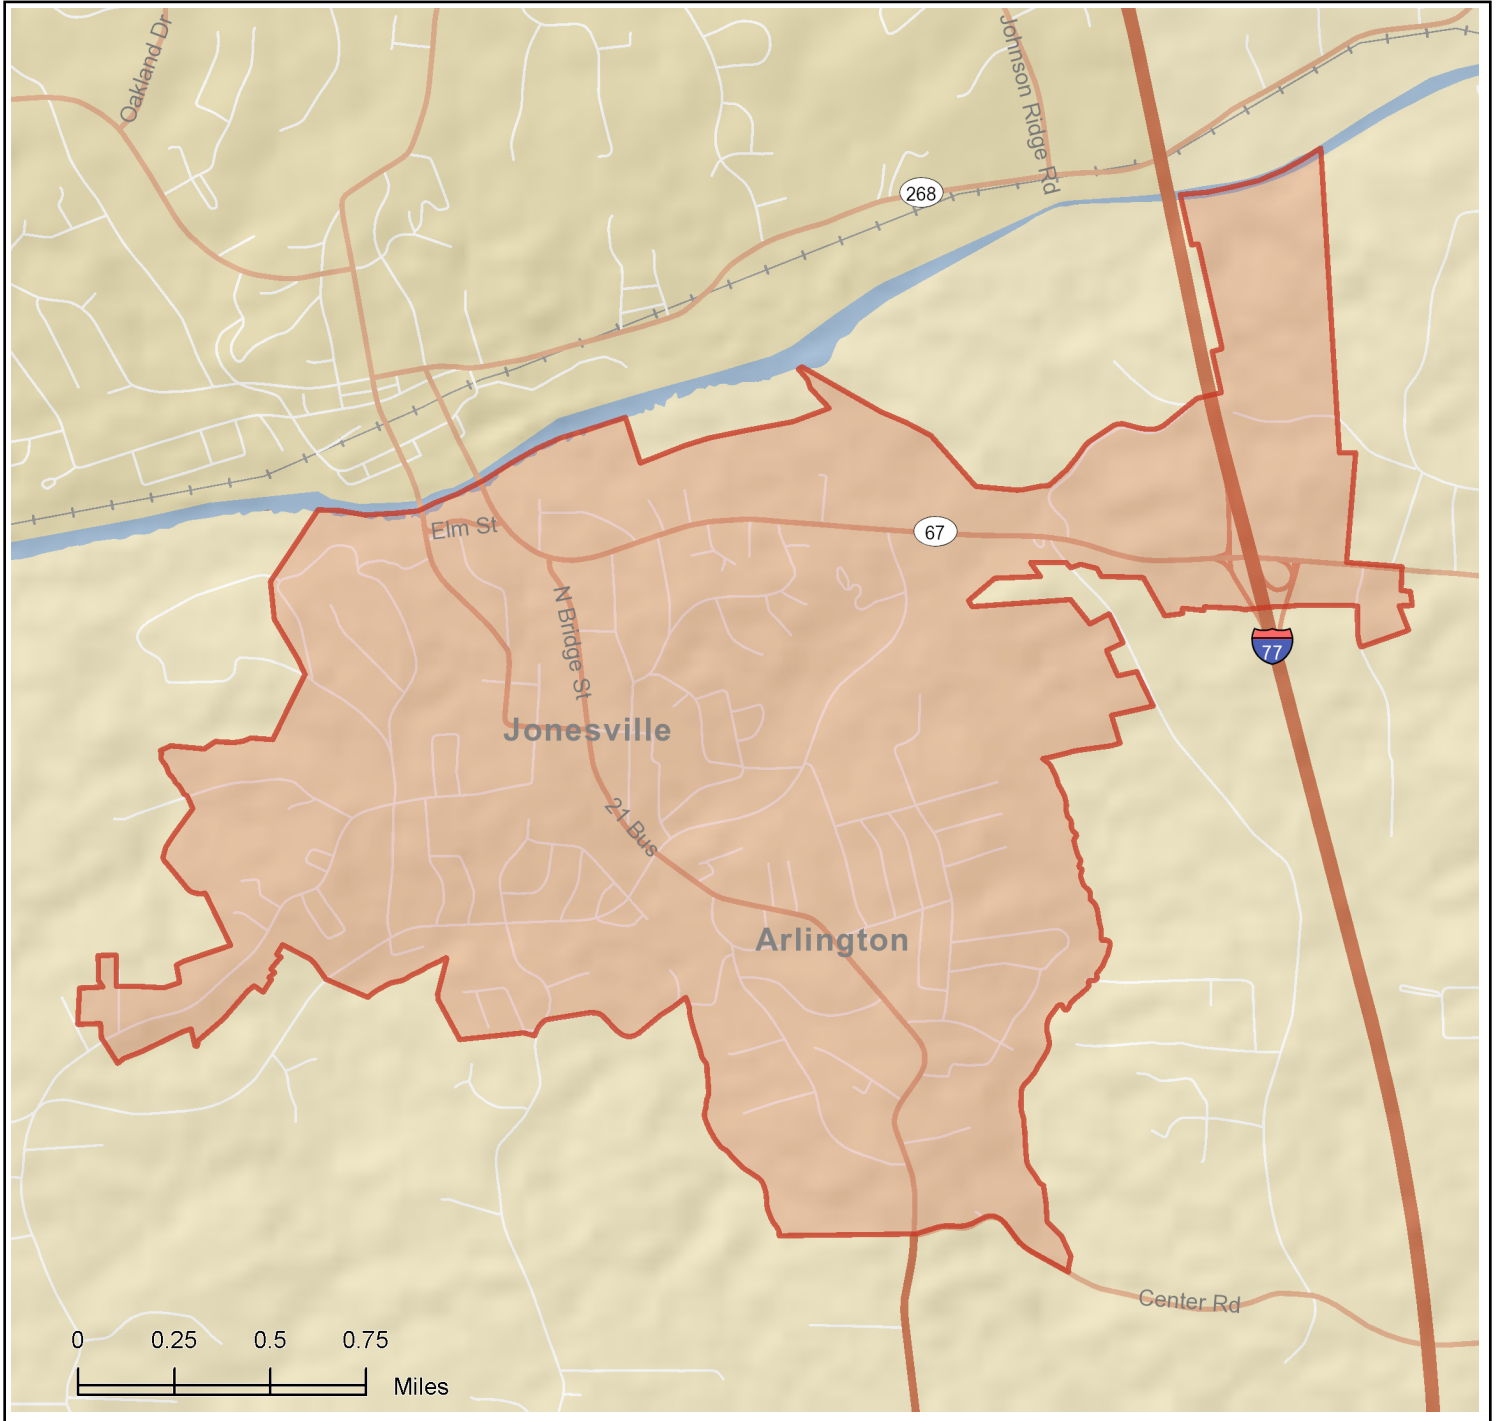 Oakland Dr
Johnson Ridge Rd
268
Elm St
67
N Bridge St
77
Jonesville
21 Bus
Arlington
Center Rd
0 0.25 0.5 0.75
Miles